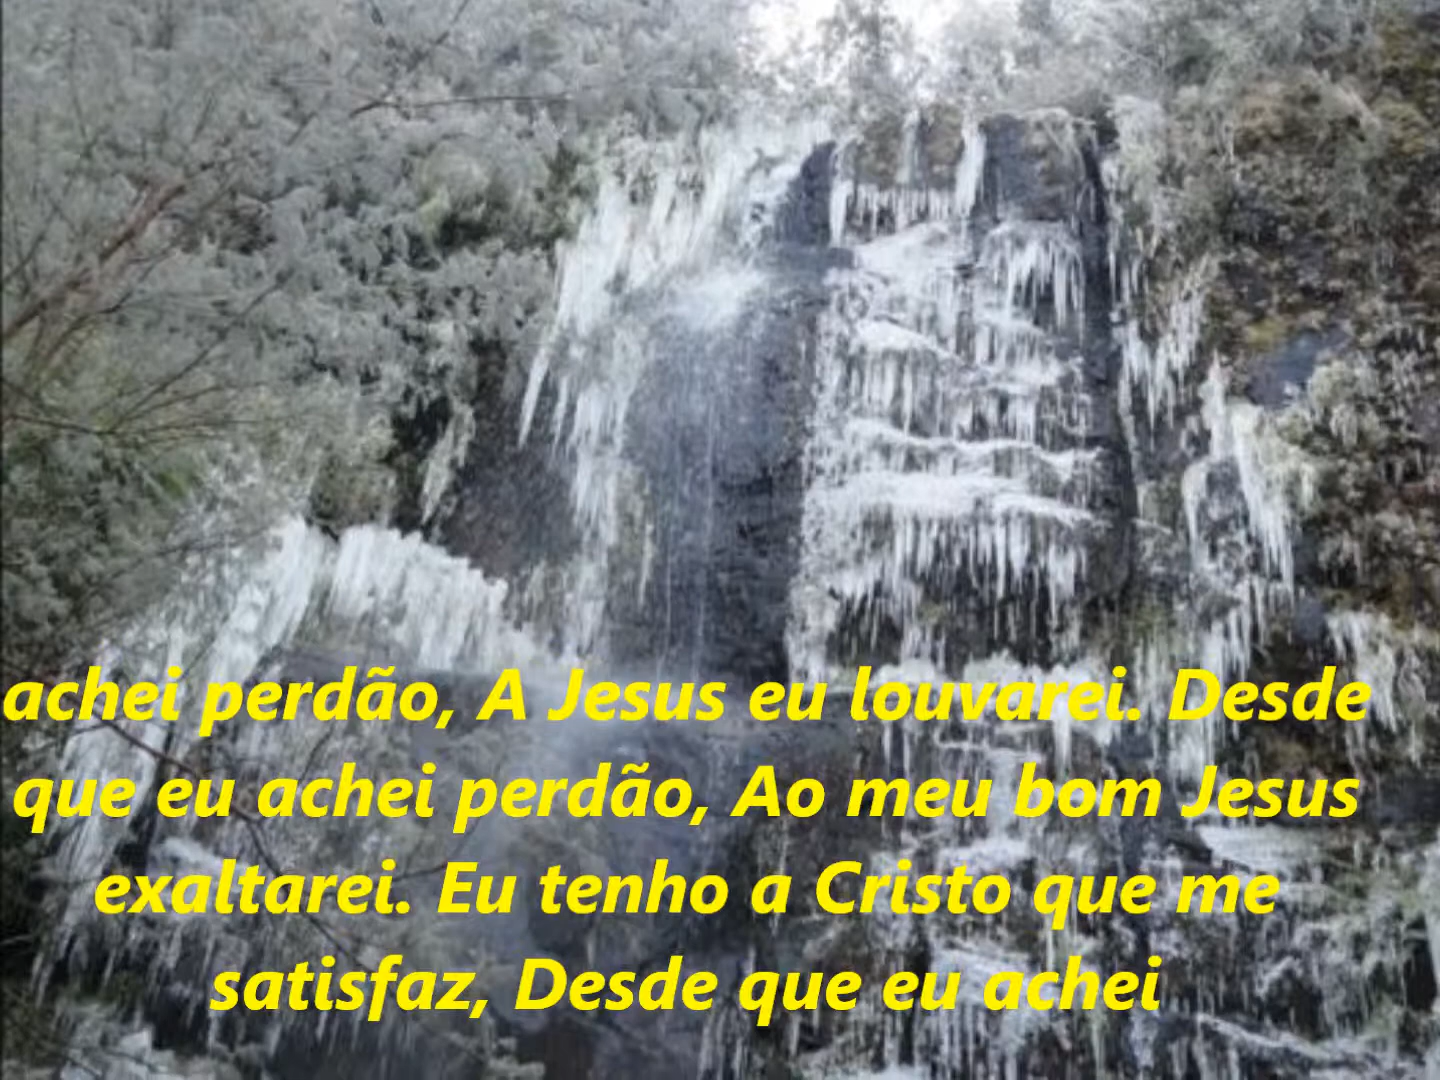 achei perdão, A Jesus eu louvarei. Desde
que eu achei perdão, Ao meu bom Jesus
exaltarei. Eu tenho a Cristo que me
satisfaz, Desde que eu achei